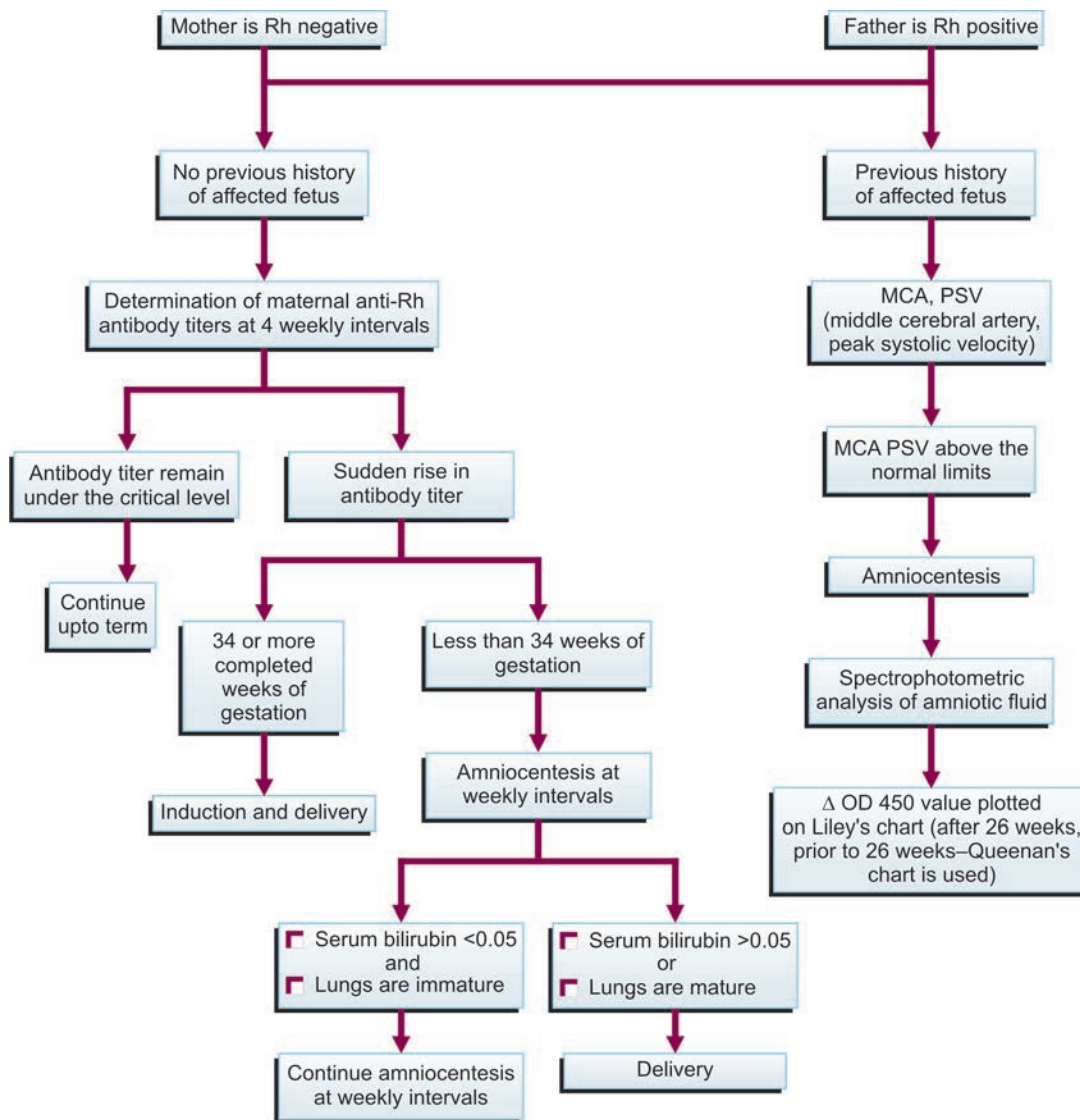 Mother is Rh negative
Father is Rh positive
No previous history
of affected fetus
Previous history
of affected fetus
Determination of maternal anti-Rh
antibody titers at 4 weekly intervals
MCA, PSV
(middle cerebral artery,
peak systolic velocity)
Antibody titer remain
under the critical level
Sudden rise in
antibody titer
MCA PSV above the
normal limits
Continue
upto term
34 or more
completed
weeks of
gestation
Less than 34 weeks of
gestation
Amniocentesis
Spectrophotometric
analysis of amniotic fluid
Induction and delivery
Amniocentesis at
weekly intervals
Δ OD 450 value plotted
on Liley's chart (after 26 weeks,
prior to 26 weeks–Queenan's
chart is used)
Serum bilirubin <0.05
and
Lungs are immature
Serum bilirubin >0.05
or
Lungs are mature
Continue amniocentesis
at weekly intervals
Delivery